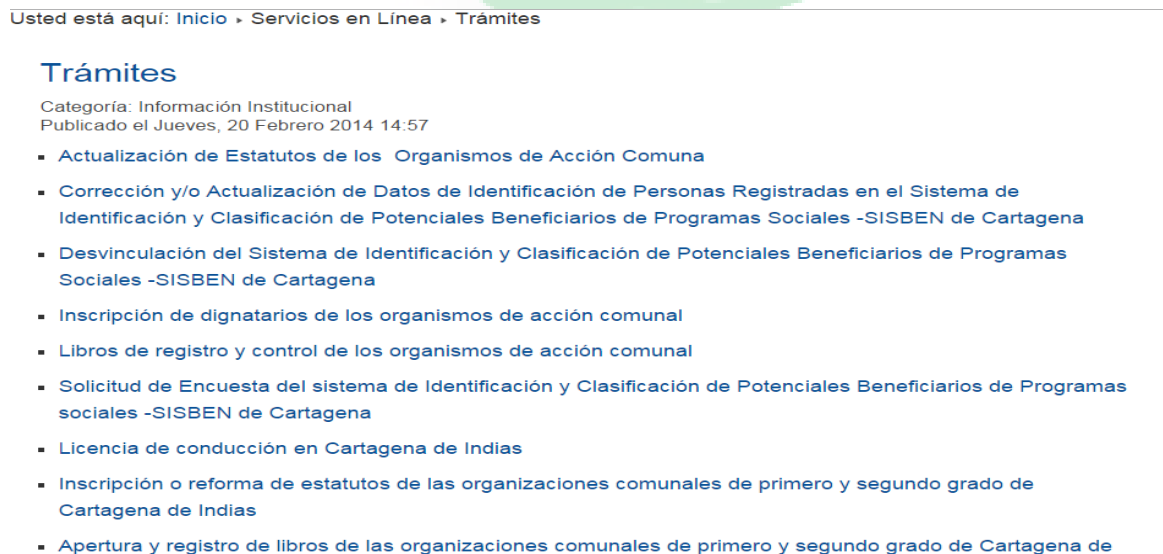 Usted está aquí: Inicio ▸ Servicios en Línea ▸ Trámites
Trámites
Categoría: Información Institucional
Publicado el Jueves, 20 Febrero 2014 14:57
▪ Actualización de Estatutos de los  Organismos de Acción Comuna
▪ Corrección y/o Actualización de Datos de Identificación de Personas Registradas en el Sistema de
Identificación y Clasificación de Potenciales Beneficiarios de Programas Sociales -SISBEN de Cartagena
▪ Desvinculación del Sistema de Identificación y Clasificación de Potenciales Beneficiarios de Programas
Sociales -SISBEN de Cartagena
▪ Inscripción de dignatarios de los organismos de acción comunal
▪ Libros de registro y control de los organismos de acción comunal
▪ Solicitud de Encuesta del sistema de Identificación y Clasificación de Potenciales Beneficiarios de Programas
sociales -SISBEN de Cartagena
▪ Licencia de conducción en Cartagena de Indias
▪ Inscripción o reforma de estatutos de las organizaciones comunales de primero y segundo grado de
Cartagena de Indias
▪ Apertura y registro de libros de las organizaciones comunales de primero y segundo grado de Cartagena de